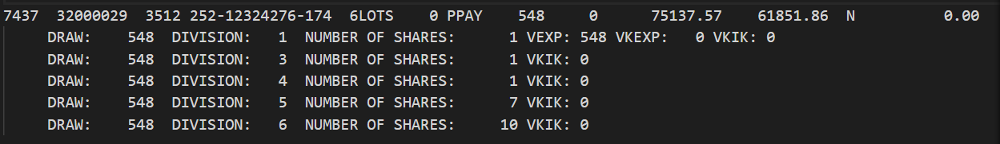 7437  32000029  3512 252-12324276-174  6LOTS    0 PPAY    548     0      75137.57    61851.86  N          0.00
     DRAW:    548  DIVISION:   1  NUMBER OF SHARES:      1 VEXP: 548 VKEXP:   0 VKIK: 0
     DRAW:    548  DIVISION:   3  NUMBER OF SHARES:      1 VKIK: 0
     DRAW:    548  DIVISION:   4  NUMBER OF SHARES:      1 VKIK: 0
     DRAW:    548  DIVISION:   5  NUMBER OF SHARES:      7 VKIK: 0
     DRAW:    548  DIVISION:   6  NUMBER OF SHARES:     10 VKIK: 0